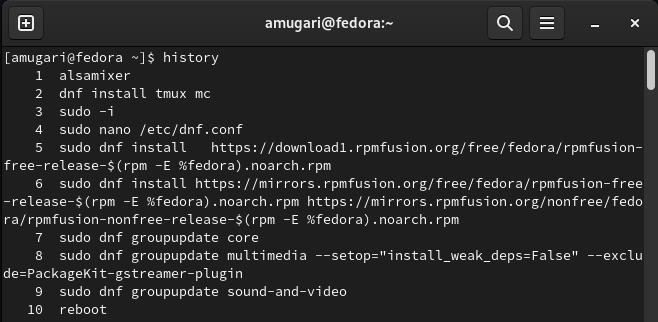 amugari@fedora:~
[amugari@fedora ~]$ history
    1  alsamixer
    2  dnf install tmux mc
    3  sudo -i
    4  sudo nano /etc/dnf.conf
    5  sudo dnf install   https://download1.rpmfusion.org/free/fedora/rpmfusion-
free-release-$(rpm -E %fedora).noarch.rpm
    6  sudo dnf install https://mirrors.rpmfusion.org/free/fedora/rpmfusion-free
-release-$(rpm -E %fedora).noarch.rpm https://mirrors.rpmfusion.org/nonfree/fedo
ra/rpmfusion-nonfree-release-$(rpm -E %fedora).noarch.rpm
    7  sudo dnf groupupdate core
    8  sudo dnf groupupdate multimedia --setop="install_weak_deps=False" --exclu
de=PackageKit-gstreamer-plugin
    9  sudo dnf groupupdate sound-and-video
   10  reboot